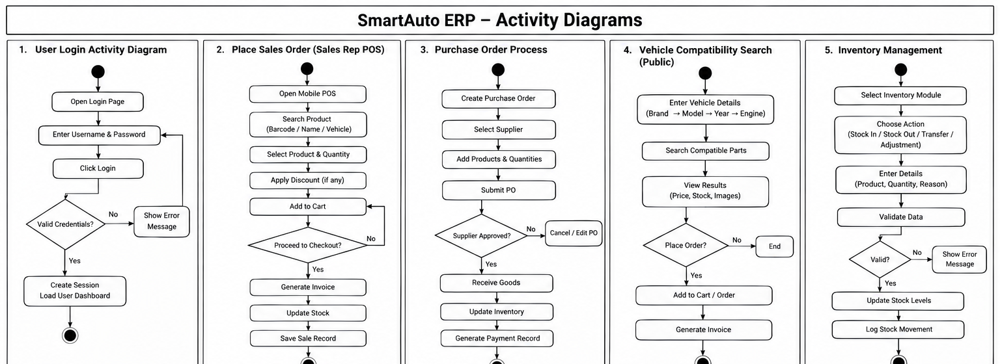 SmartAuto ERP – Activity Diagrams
1. User Login Activity Diagram
Open Login Page
Enter Username & Password
Click Login
Valid Credentials?
No
Show Error
Message
Yes
Create Session
Load User Dashboard
2. Place Sales Order (Sales Rep POS)
Open Mobile POS
Search Product
(Barcode / Name / Vehicle)
Select Product & Quantity
Apply Discount (if any)
Add to Cart
Proceed to Checkout?
No
Yes
Generate Invoice
Update Stock
Save Sale Record
3. Purchase Order Process
Create Purchase Order
Select Supplier
Add Products & Quantities
Submit PO
Supplier Approved?
No
Cancel / Edit PO
Yes
Receive Goods
Update Inventory
Generate Payment Record
4. Vehicle Compatibility Search
(Public)
Enter Vehicle Details
(Brand → Model → Year → Engine)
Search Compatible Parts
View Results
(Price, Stock, Images)
Place Order?
No
End
Yes
Add to Cart / Order
Generate Invoice
5. Inventory Management
Select Inventory Module
Choose Action
(Stock In / Stock Out / Transfer /
Adjustment)
Enter Details
(Product, Quantity, Reason)
Validate Data
Valid?
No
Show Error
Message
Yes
Update Stock Levels
Log Stock Movement